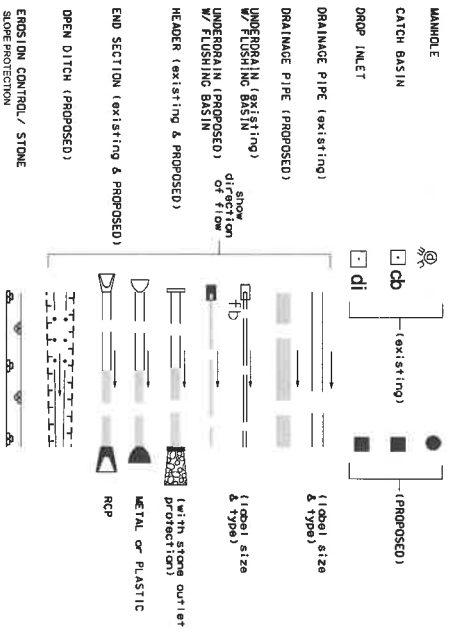 MANHOLE
mh
(existing)
(PROPOSED)
CATCH BASIN
cb
DROP INLET
di
DRAINAGE PIPE (existing)
(label size
& type)
DRAINAGE PIPE (PROPOSED)
UNDERDRAIN (existing)
W/ FLUSHING BASIN
fb
(label size
& type)
UNDERDRAIN (PROPOSED)
W/ FLUSHING BASIN
show
direction
of flow
HEADER (existing & PROPOSED)
(with stone outlet
protection)
METAL or PLASTIC
END SECTION (existing & PROPOSED)
RCP
OPEN DITCH (PROPOSED)
EROSION CONTROL/ STONE
SLOPE PROTECTION